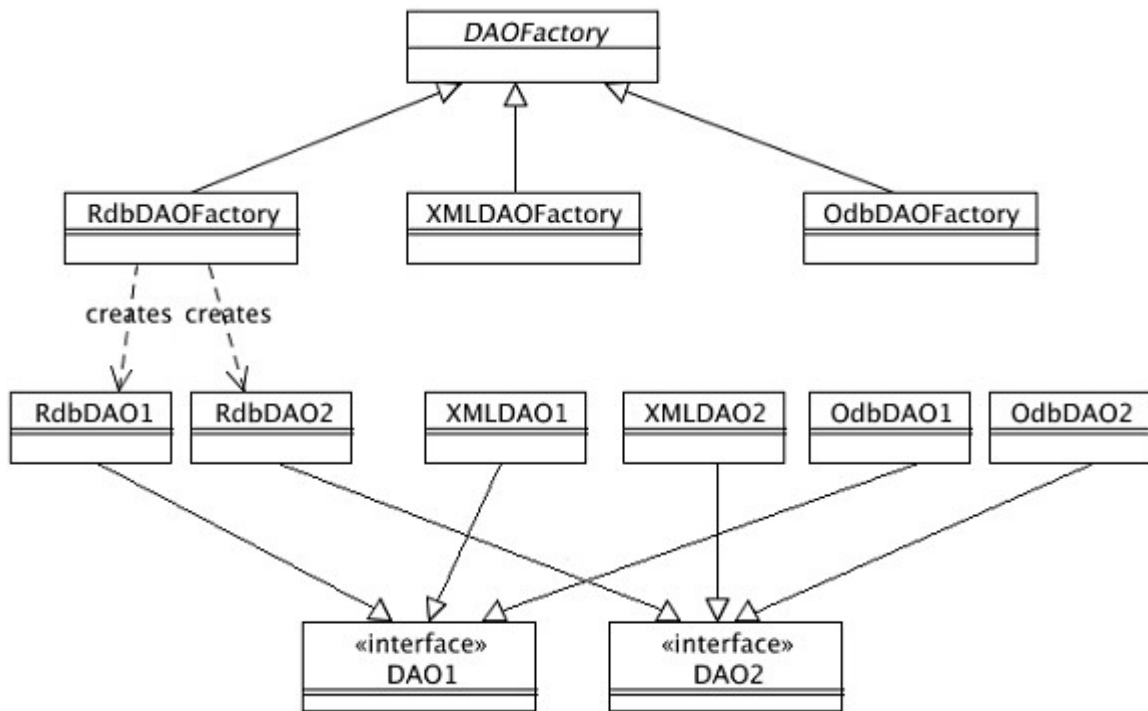 DAOFactory
RdbDAOFactory
XMLDAOFactory
OdbDAOFactory
creates
creates
RdbDAO1
RdbDAO2
XMLDAO1
XMLDAO2
OdbDAO1
OdbDAO2
«interface»
DAO1
«interface»
DAO2